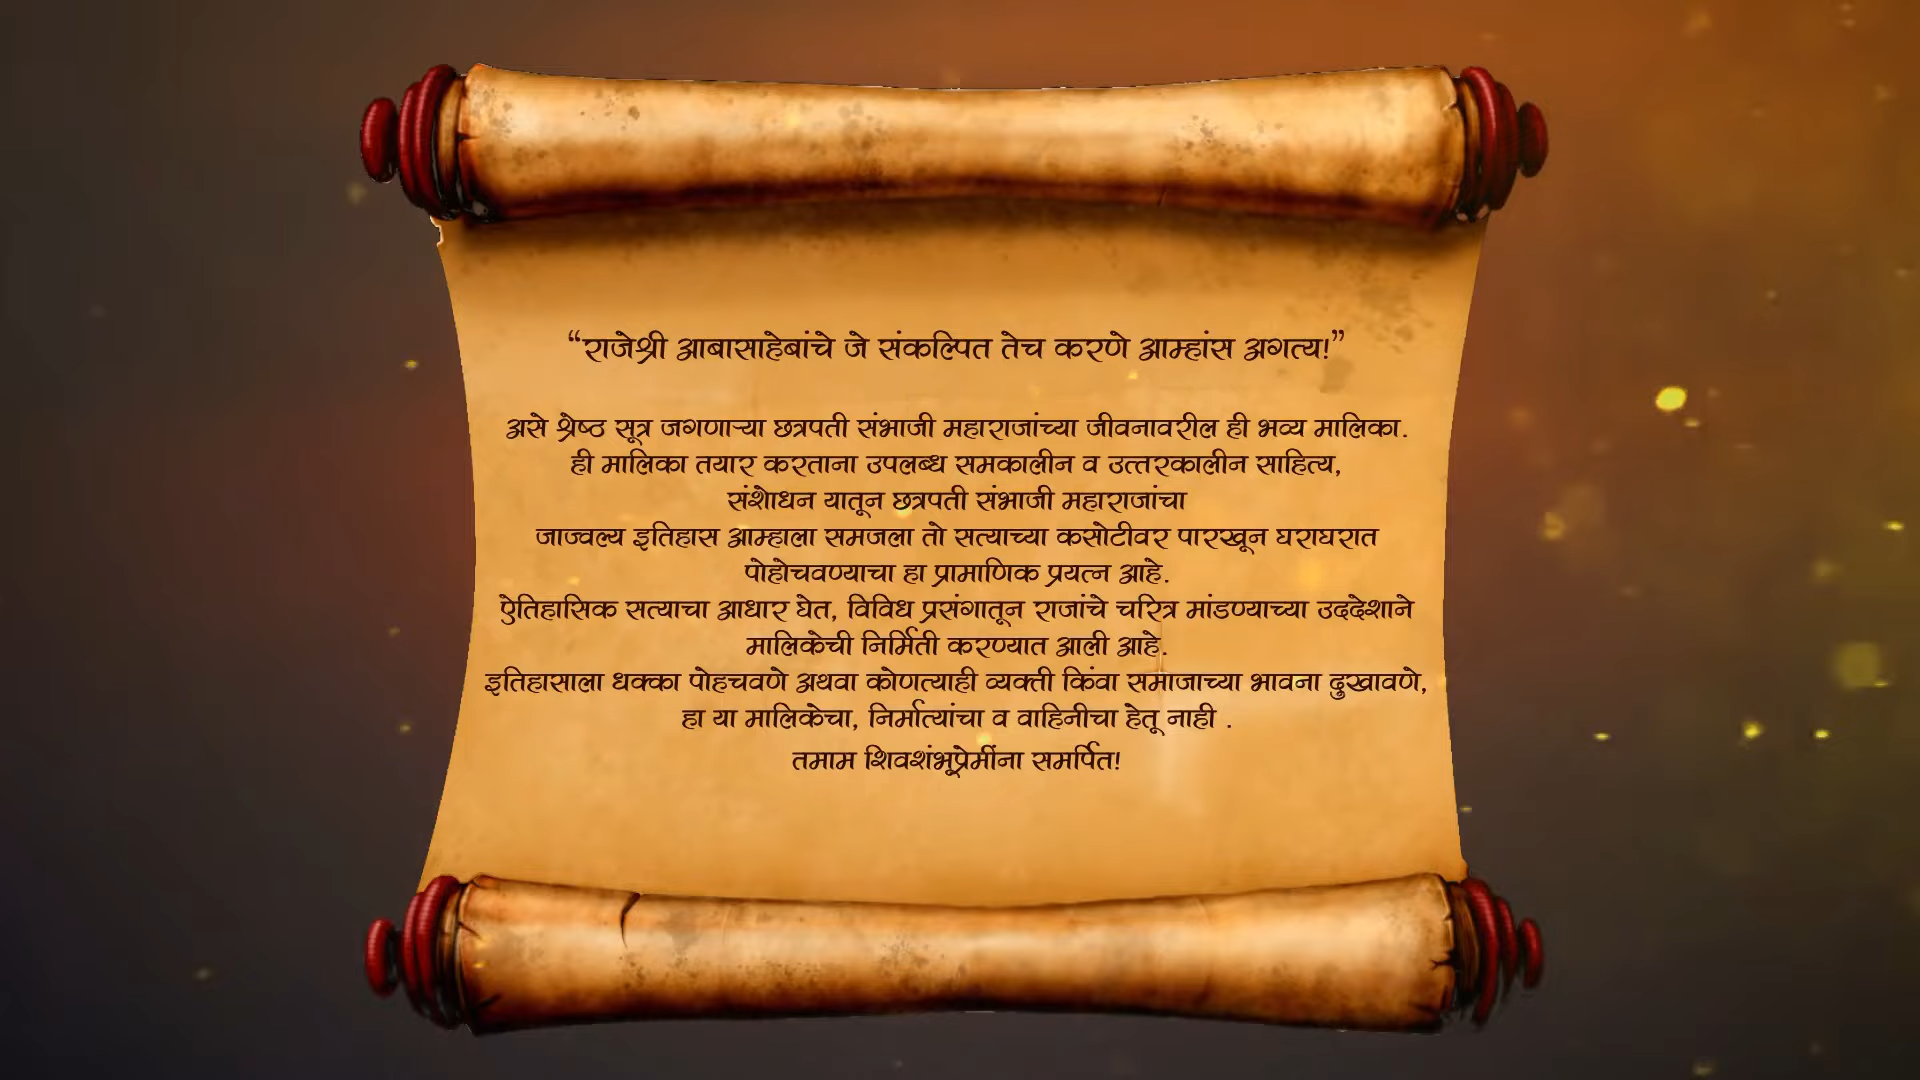 “राजेश्री आबासाहेबांचे जे संकल्पित तेच करणे आम्हांस अगत्य!”
असे श्रेष्ठ सूत्र जगणाऱ्या छत्रपती संभाजी महाराजांच्या जीवनावरील ही भव्य मालिका.
ही मालिका तयार करताना उपलब्ध समकालीन व उत्तरकालीन साहित्य,
संशोधन यातून छत्रपती संभाजी महाराजांचा
जाज्वल्य इतिहास आम्हाला समजला तो सत्याच्या कसोटीवर पारखून घराघरात
पोहोचवण्याचा हा प्रामाणिक प्रयत्न आहे.
ऐतिहासिक सत्याचा आधार घेत, विविध प्रसंगातून राजांचे चरित्र मांडण्याच्या उददेशाने
मालिकेची निर्मिती करण्यात आली आहे.
इतिहासाला धक्का पोहचवणे अथवा कोणत्याही व्यक्ती किंवा समाजाच्या भावना दुखावणे,
हा या मालिकेचा, निर्मात्यांचा व वाहिनीचा हेतू नाही .
तमाम शिवशंभूप्रेमींना समर्पित!